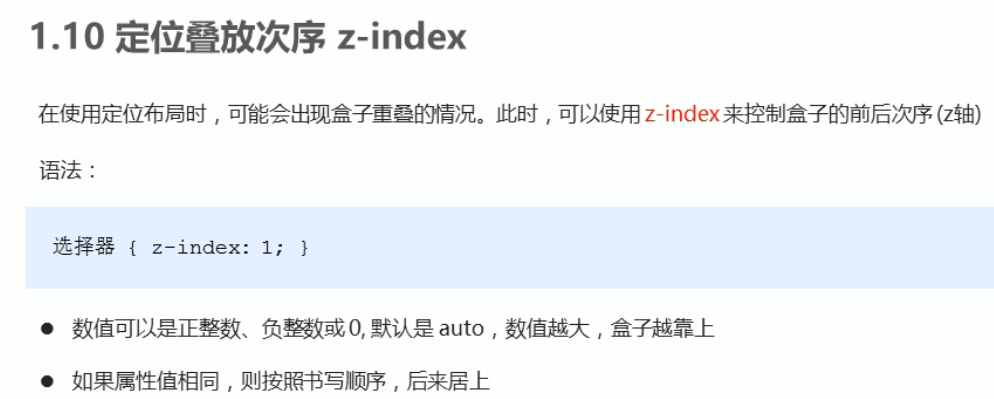 1.10 定位叠放次序 z-index
在使用定位布局时，可能会出现盒子重叠的情况。此时，可以使用 z-index 来控制盒子的前后次序 (z轴)
语法：
选择器 { z-index: 1; }
● 数值可以是正整数、负整数或 0, 默认是 auto，数值越大，盒子越靠上
● 如果属性值相同，则按照书写顺序，后来居上